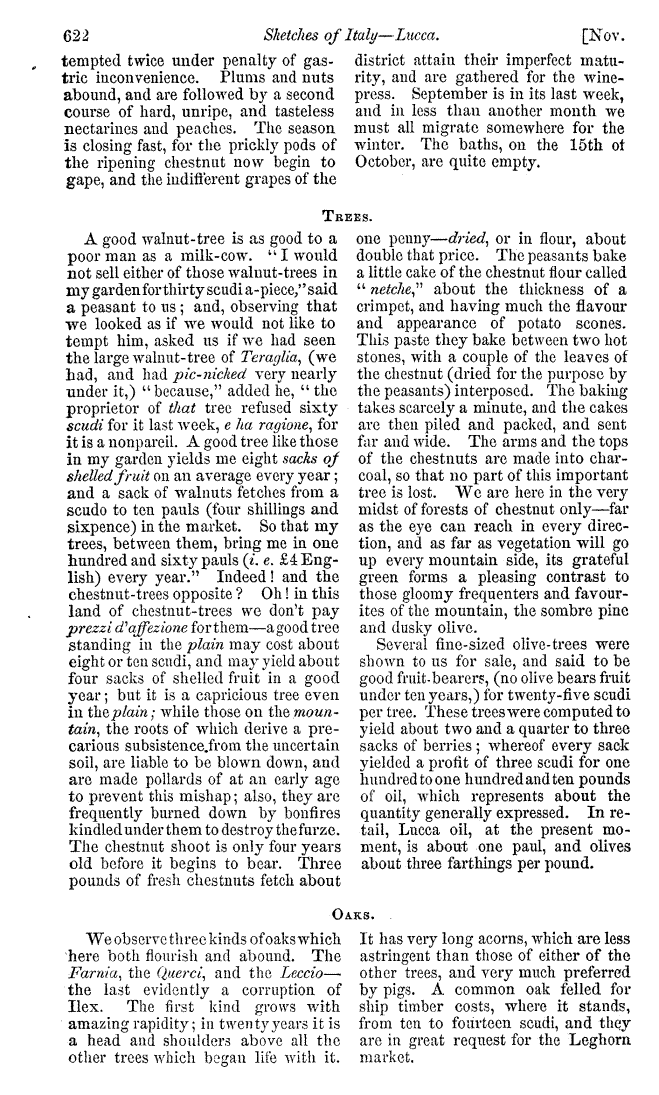 622 Sketches of Italy—Lucca. [Nov.
tempted twice under penalty of gas-
tric inconvenience. Plums and nuts
abound, and are followed by a second
course of hard, unripe, and tasteless
nectarines and peaches. The season
is closing fast, for the prickly pods of
the ripening chestnut now begin to
gape, and the indifferent grapes of the
district attain their imperfect matu-
rity, and are gathered for the wine-
press. September is in its last week,
and in less than another month we
must all migrate somewhere for the
winter. The baths, on the 15th of
October, are quite empty.
TREES.
A good walnut-tree is as good to a
poor man as a milk-cow. "I would
not sell either of those walnut-trees in
my garden for thirty scudi a-piece," said
a peasant to us; and, observing that
we looked as if we would not like to
tempt him, asked us if we had seen
the large walnut-tree of Teraglia, (we
had, and had pic-niched very nearly
under it,) "because," added he, "the
proprietor of that tree refused sixty
scudi for it last week, e ha ragione, for
it is a nonpareil. A good tree like those
in my garden yields me eight sacks of
shelled fruit on an average every year;
and a sack of walnuts fetches from a
scudo to ten pauls (four shillings and
sixpence) in the market. So that my
trees, between them, bring me in one
hundred and sixty pauls (i. e. £4 Eng-
lish) every year." Indeed! and the
chestnut-trees opposite? Oh! in this
land of chestnut-trees we don't pay
prezzi d'affezione for them—a good tree
standing in the plain may cost about
eight or ten scudi, and may yield about
four sacks of shelled fruit in a good
year; but it is a capricious tree even
in the plain; while those on the moun-
tain, the roots of which derive a pre-
carious subsistence from the uncertain
soil, are liable to be blown down, and
are made pollards of at an early age
to prevent this mishap; also, they are
frequently burned down by bonfires
kindled under them to destroy the furze.
The chestnut shoot is only four years
old before it begins to bear. Three
pounds of fresh chestnuts fetch about
one penny—dried, or in flour, about
double that price. The peasants bake
a little cake of the chestnut flour called
"netche," about the thickness of a
crimpet, and having much the flavour
and appearance of potato scones.
This paste they bake between two hot
stones, with a couple of the leaves of
the chestnut (dried for the purpose by
the peasants) interposed. The baking
takes scarcely a minute, and the cakes
are then piled and packed, and sent
far and wide. The arms and the tops
of the chestnuts are made into char-
coal, so that no part of this important
tree is lost. We are here in the very
midst of forests of chestnut only—far
as the eye can reach in every direc-
tion, and as far as vegetation will go
up every mountain side, its grateful
green forms a pleasing contrast to
those gloomy frequenters and favour-
ites of the mountain, the sombre pine
and dusky olive.
Several fine-sized olive-trees were
shown to us for sale, and said to be
good fruit-bearers, (no olive bears fruit
under ten years,) for twenty-five scudi
per tree. These trees were computed to
yield about two and a quarter to three
sacks of berries; whereof every sack
yielded a profit of three scudi for one
hundred to one hundred and ten pounds
of oil, which represents about the
quantity generally expressed. In re-
tail, Lucca oil, at the present mo-
ment, is about one paul, and olives
about three farthings per pound.
OAKS.
We observe three kinds of oaks which
here both flourish and abound. The
Farnia, the Querci, and the Leccio—
the last evidently a corruption of
Ilex. The first kind grows with
amazing rapidity; in twenty years it is
a head and shoulders above all the
other trees which began life with it.
It has very long acorns, which are less
astringent than those of either of the
other trees, and very much preferred
by pigs. A common oak felled for
ship timber costs, where it stands,
from ten to fourteen scudi, and they
are in great request for the Leghorn
market.